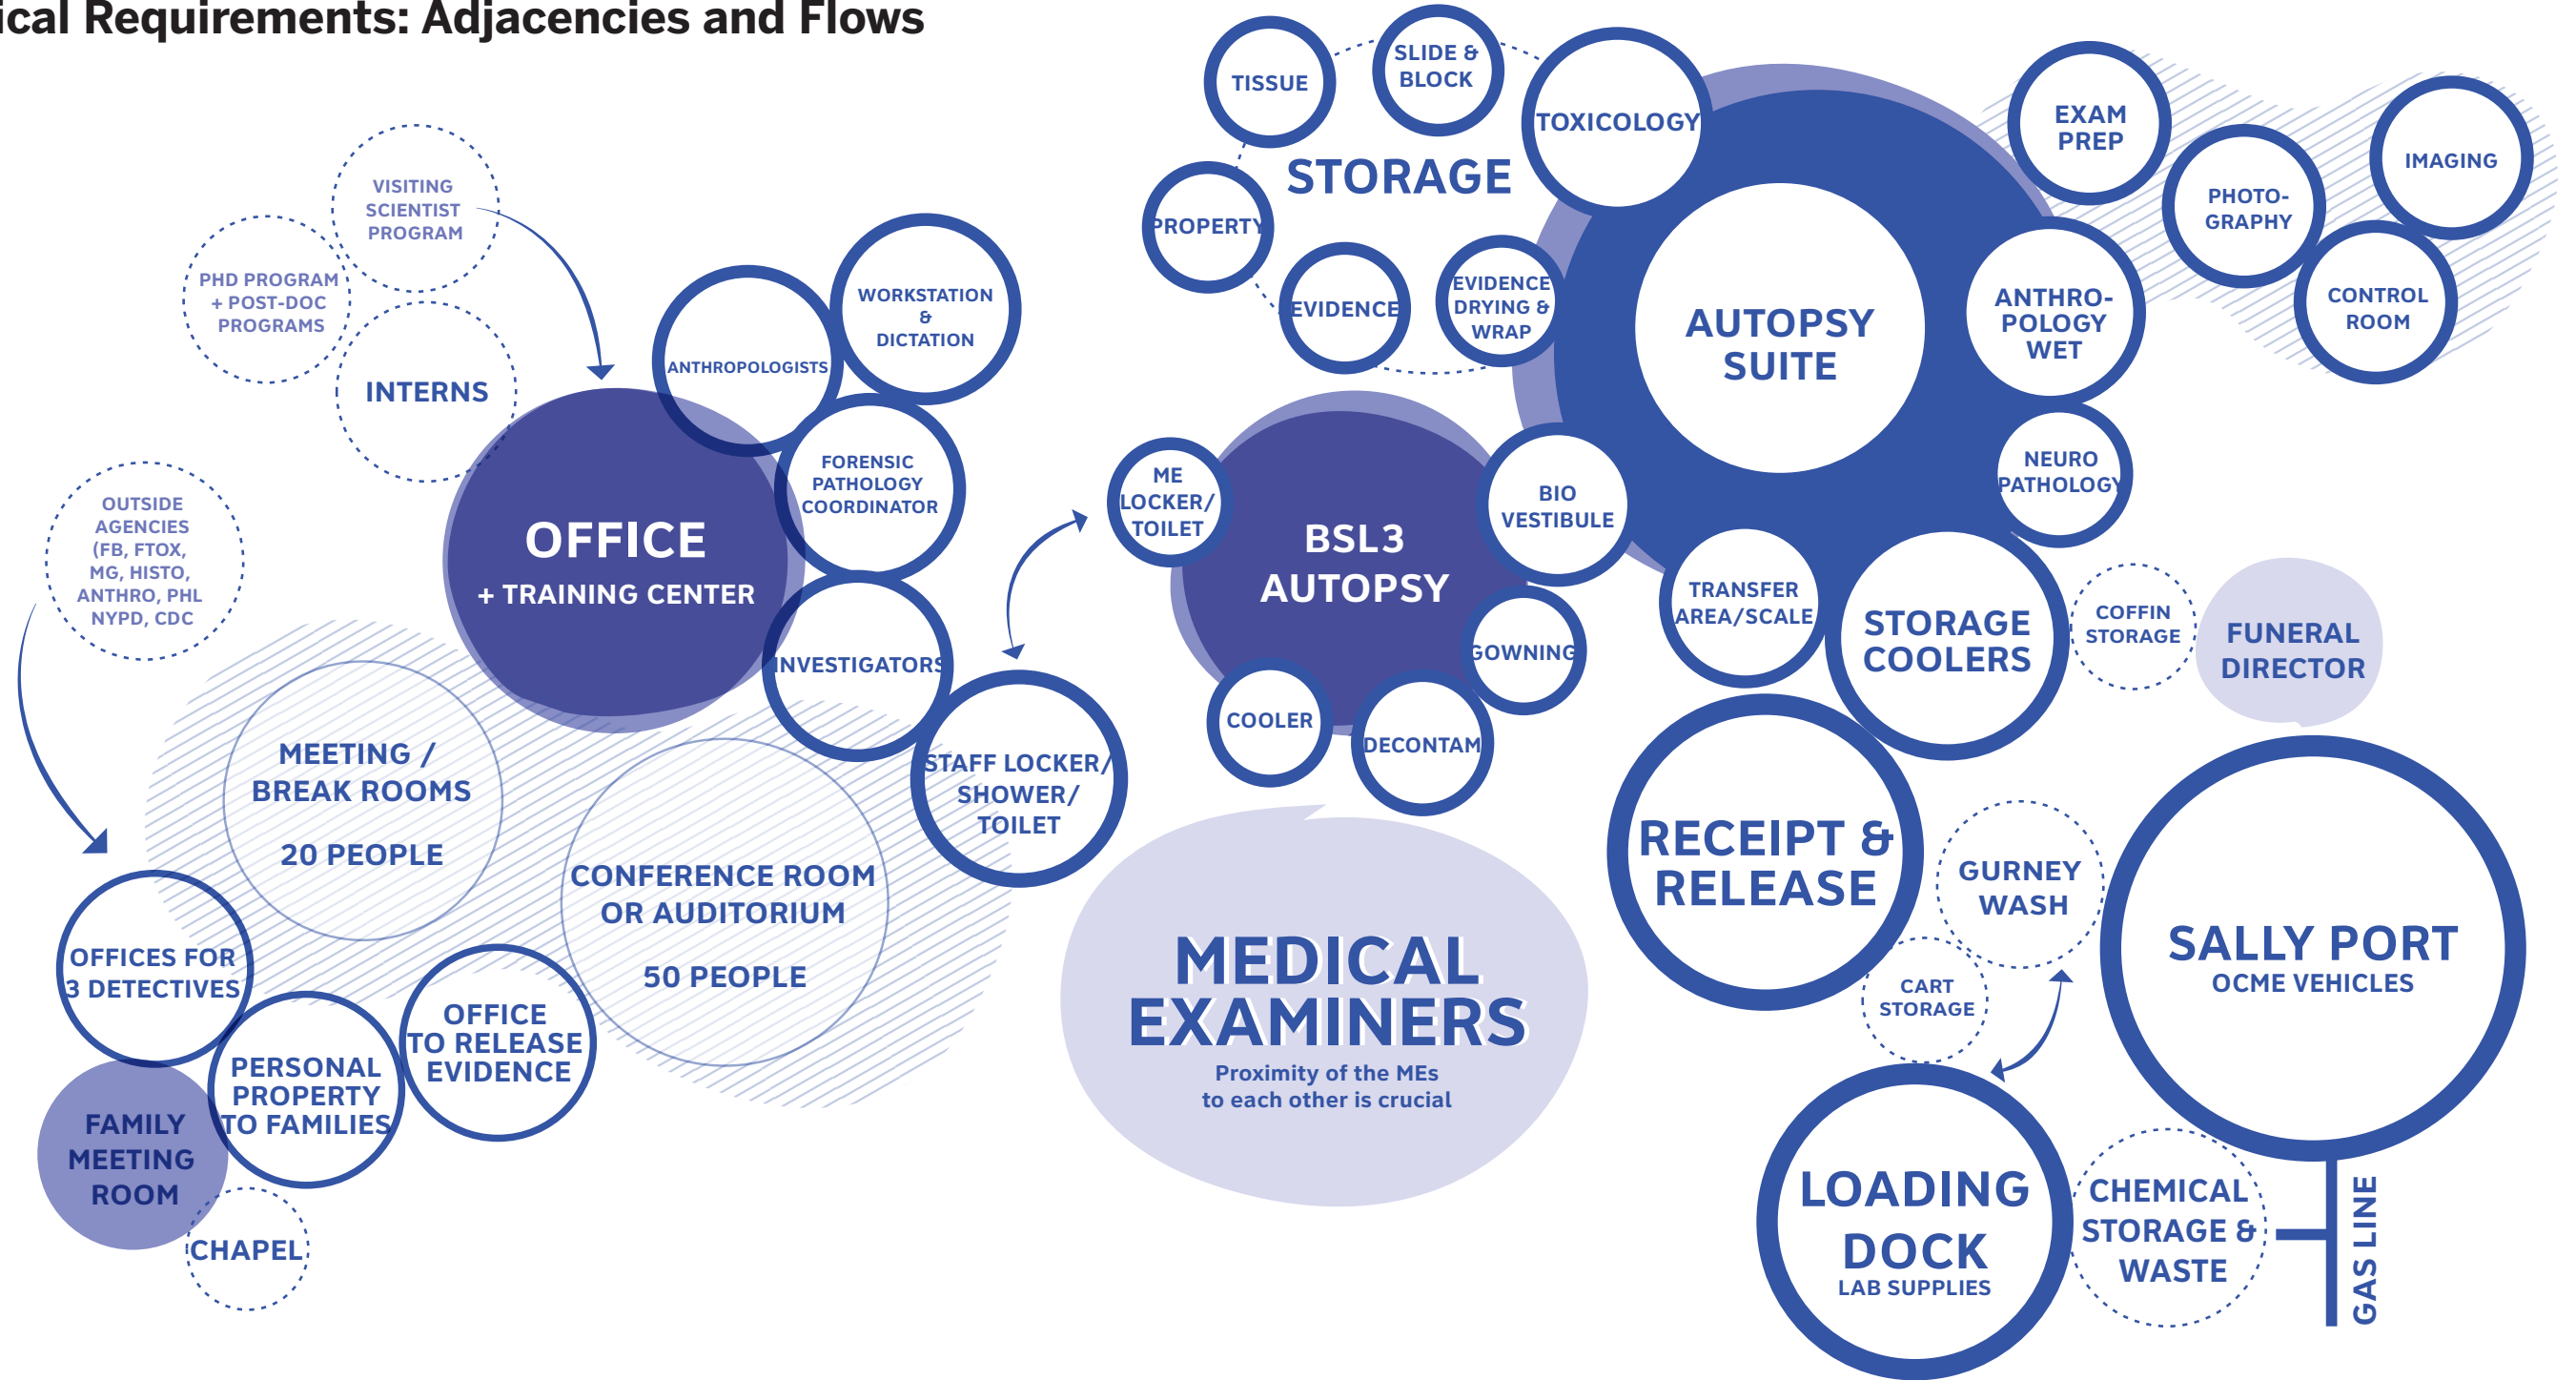 ical Requirements: Adjacencies and Flows
VISITING
SCIENTIST
PROGRAM
PHD PROGRAM
+ POST-DOC
PROGRAMS
INTERNS
OUTSIDE
AGENCIES
(FB, FTOX,
MG, HISTO,
ANTHRO, PHL
NYPD, CDC
OFFICE
+ TRAINING CENTER
ANTHROPOLOGISTS
WORKSTATION
&
DICTATION
FORENSIC
PATHOLOGY
COORDINATOR
INVESTIGATORS
STAFF LOCKER/
SHOWER/
TOILET
MEETING /
BREAK ROOMS
20 PEOPLE
CONFERENCE ROOM
OR AUDITORIUM
50 PEOPLE
OFFICES FOR
3 DETECTIVES
PERSONAL
PROPERTY
TO FAMILIES
OFFICE
TO RELEASE
EVIDENCE
FAMILY
MEETING
ROOM
CHAPEL
TISSUE
SLIDE &
BLOCK
TOXICOLOGY
STORAGE
PROPERTY
EVIDENCE
EVIDENCE
DRYING &
WRAP
AUTOPSY
SUITE
EXAM
PREP
PHOTO-
GRAPHY
IMAGING
CONTROL
ROOM
ANTHRO-
POLOGY
WET
NEURO
PATHOLOGY
ME
LOCKER/
TOILET
BSL3
AUTOPSY
BIO
VESTIBULE
GOWNING
COOLER
DECONTAM
TRANSFER
AREA/SCALE
STORAGE
COOLERS
COFFIN
STORAGE
FUNERAL
DIRECTOR
MEDICAL
EXAMINERS
Proximity of the MEs
to each other is crucial
RECEIPT &
RELEASE
GURNEY
WASH
CART
STORAGE
SALLY PORT
OCME VEHICLES
LOADING
DOCK
LAB SUPPLIES
CHEMICAL
STORAGE &
WASTE
GAS LINE